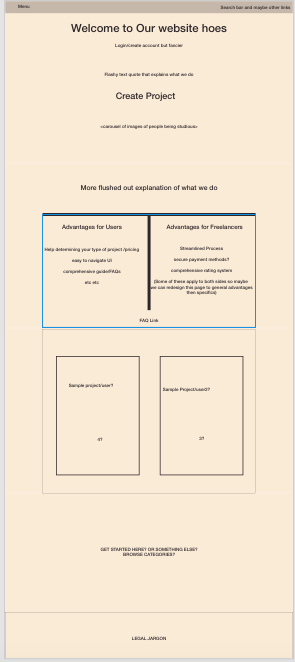 Menu
Search bar and maybe other links
Welcome to Our website hoes
Login/create account but fancier
Flashy text quote that explains what we do
Create Project
<carousel of images of people being studious>
More flushed out explanation of what we do
Advantages for Users
Help determining your type of project /pricing
easy to navigate UI
comprehensive guide/FAQs
etc etc
Advantages for Freelancers
Streamlined Process
secure payment methods?
comprehensive rating system
(Some of these apply to both sides so maybe
we can redesign this page to general advantages
then specifics)
FAQ Link
Sample project/user?
4?
Sample Project/user2?
3?
GET STARTED HERE? OR SOMETHING ELSE?
BROWSE CATEGORIES?
LEGAL JARGON